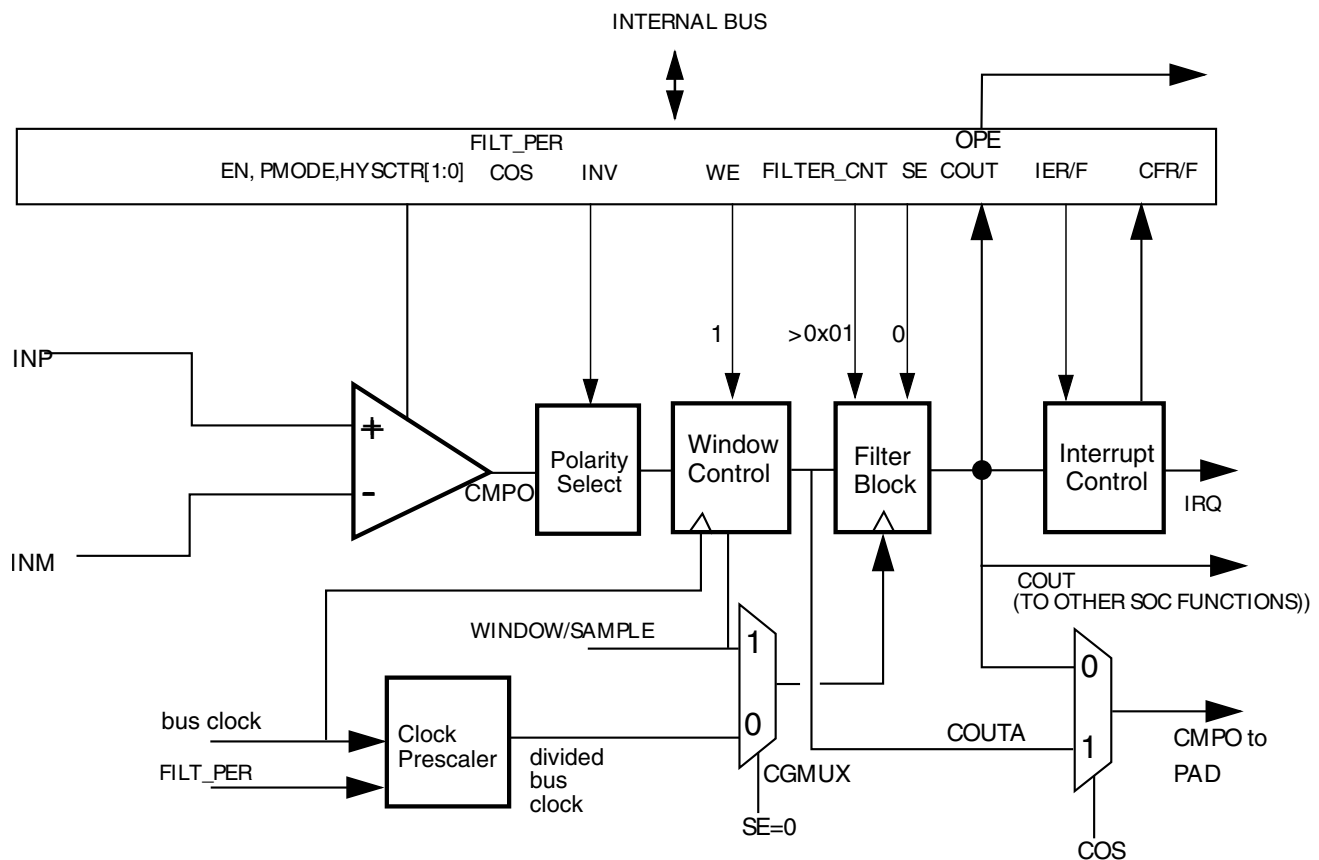 INTERNAL BUS
FILT_PER
OPE
EN, PMODE,HYSCTR[1:0]
COS
INV
WE
FILTER_CNT
SE
COUT
IER/F
CFR/F
1
>0x01
0
INP
+
-
INM
CMPO
Polarity
Select
Window
Control
Filter
Block
Interrupt
Control
IRQ
COUT
(TO OTHER SOC FUNCTIONS))
WINDOW/SAMPLE
1
0
CGMUX
SE=0
bus clock
FILT_PER
Clock
Prescaler
divided
bus
clock
COUTA
0
1
CMPO to
PAD
COS